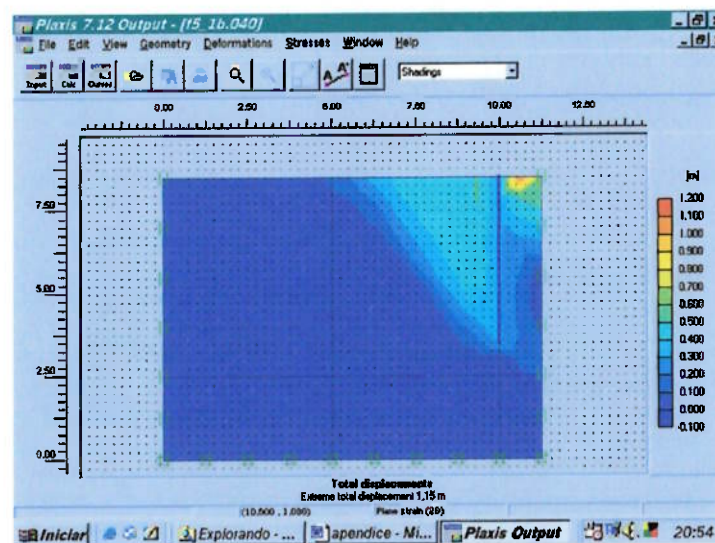 Plaxis 7.12 Output - [f5_1b.040]
File Edit View Geometry Deformations Stresses Window Help
Input Calc Output Shadings
0.00 2.50 5.00 7.50 10.00 12.50
[m]
1.200
1.100
1.000
0.900
0.800
0.700
0.600
0.500
0.400
0.300
0.200
0.100
0.000
-0.100
7.50
5.00
2.50
0.00
Total displacements
Extreme total displacement 1,15 m
(10.800 , 1.000) Plane strain
Iniciar Explorando - ... apendice - Mi... Plaxis Output 20:54